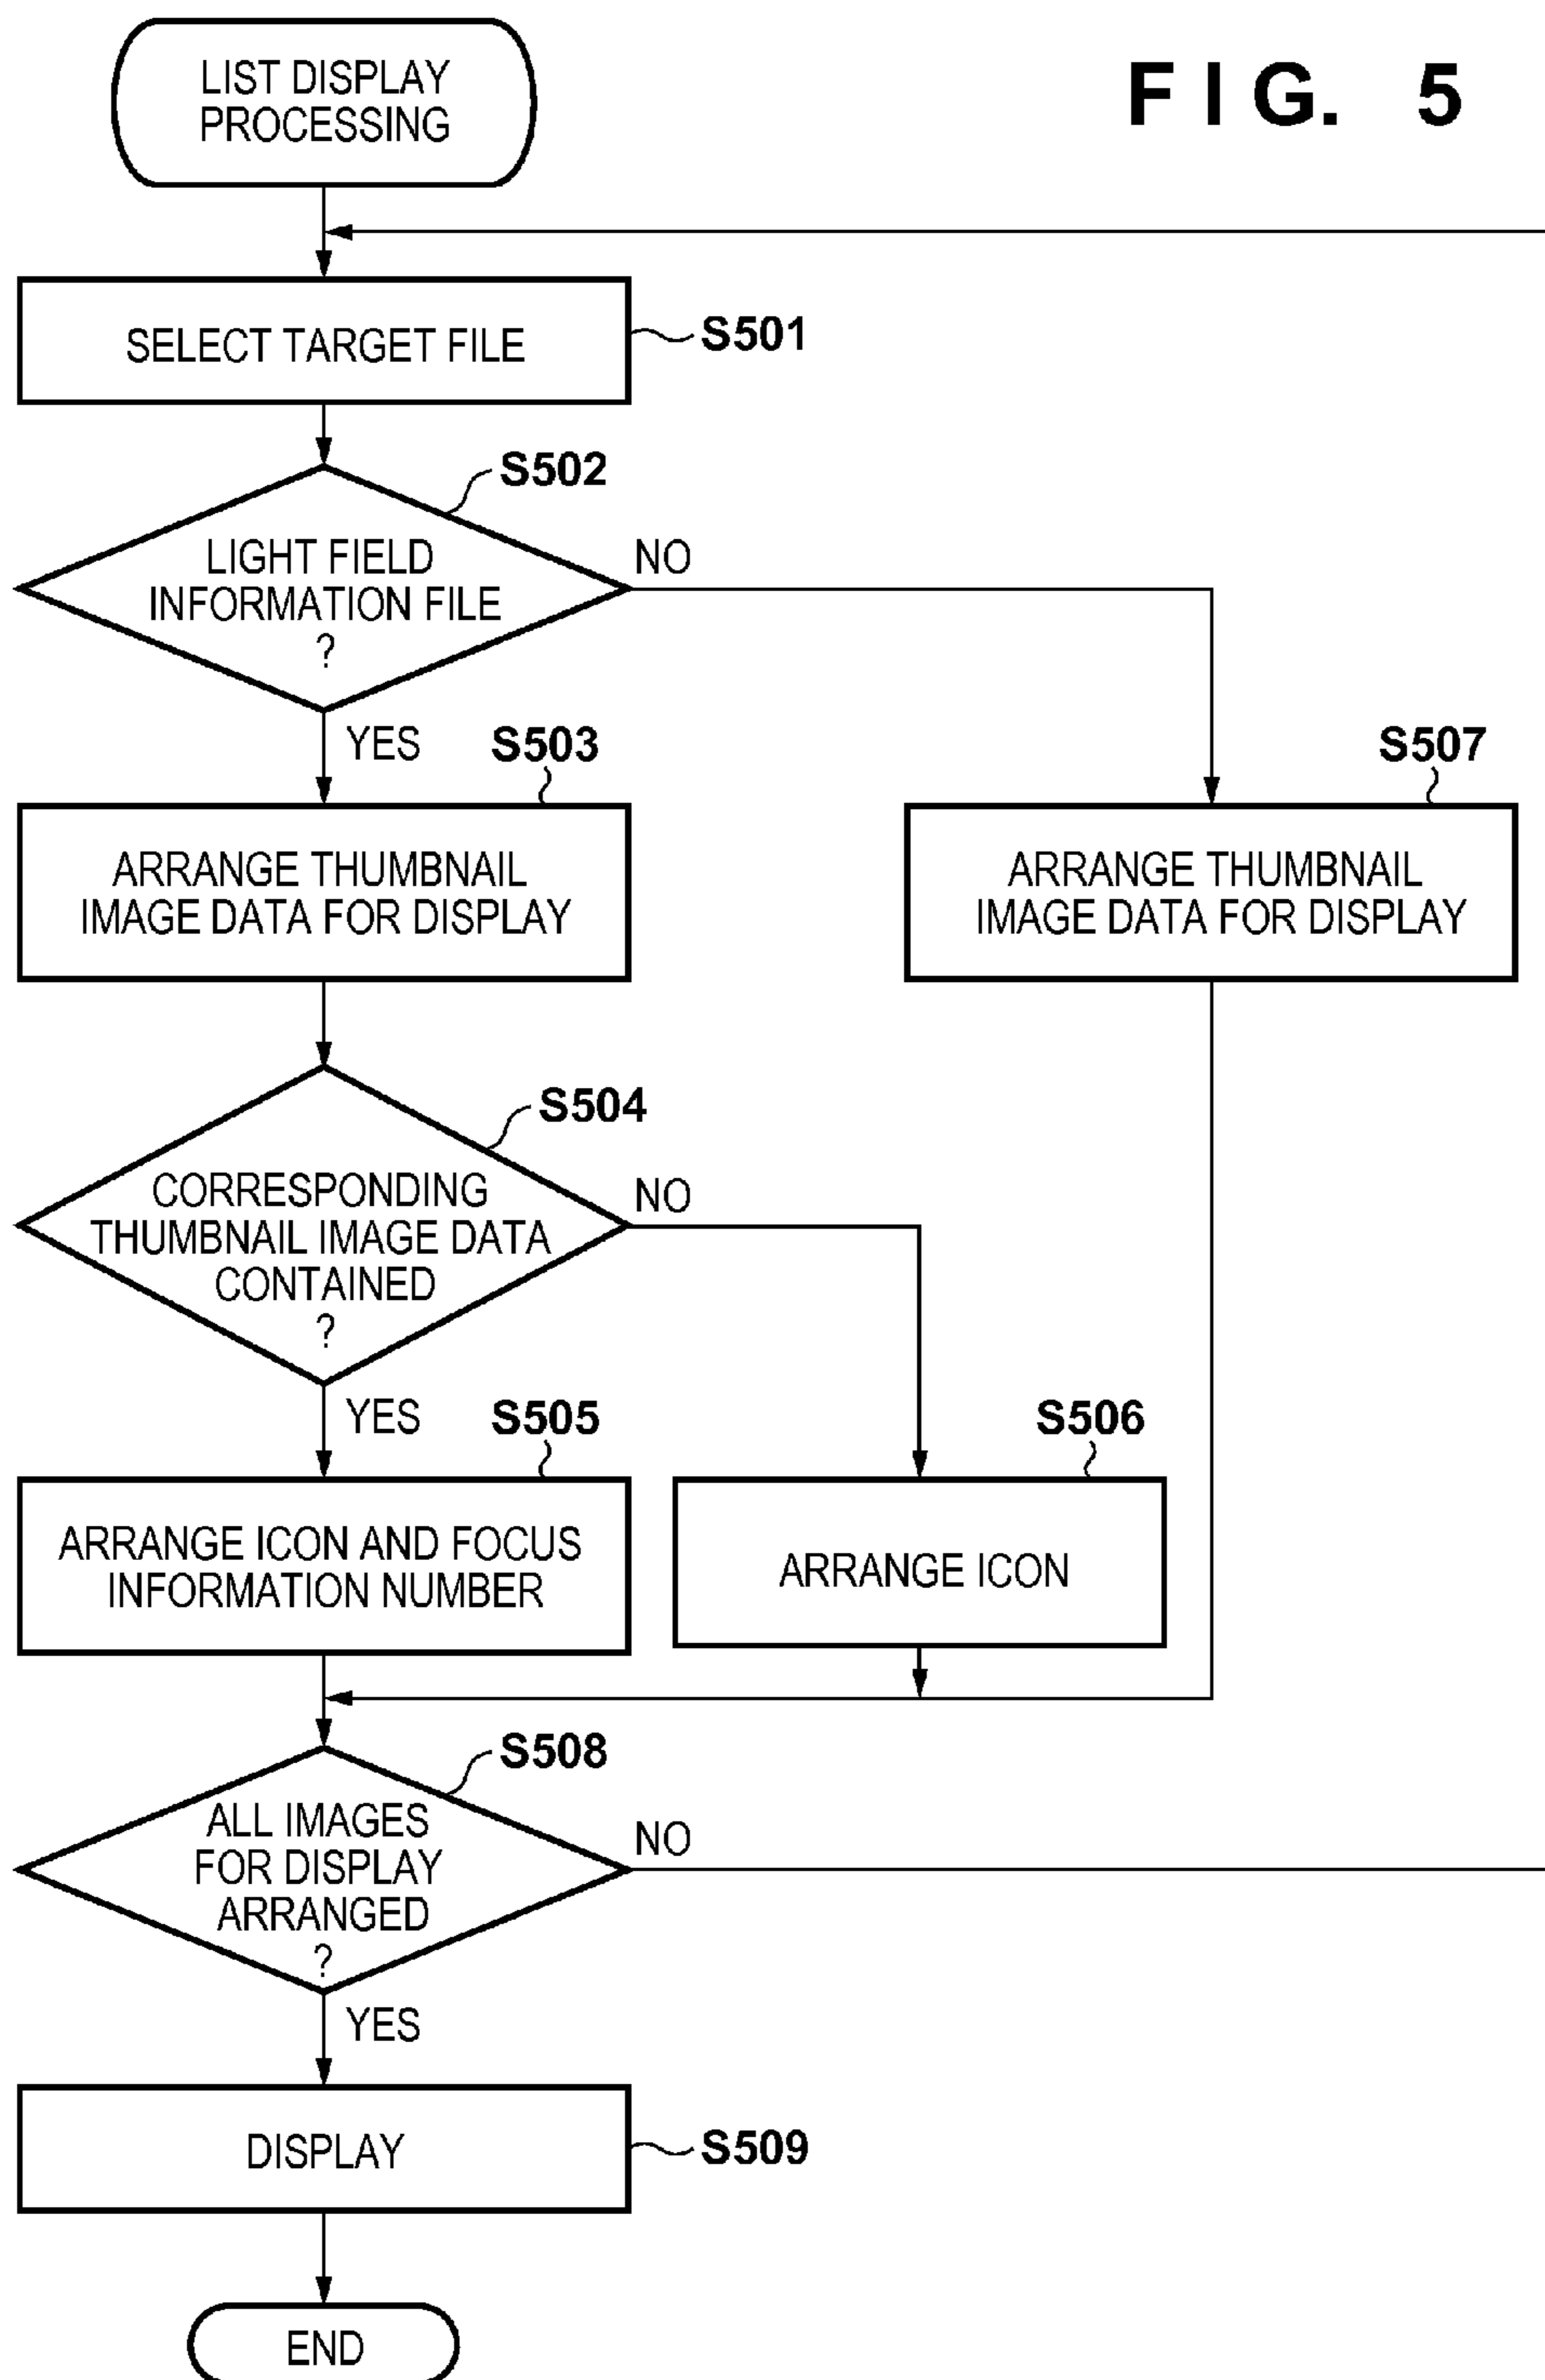 FIG. 5
LIST DISPLAY
PROCESSING
SELECT TARGET FILE
S501
S502
LIGHT FIELD
INFORMATION FILE
?
NO
YES
S503
ARRANGE THUMBNAIL
IMAGE DATA FOR DISPLAY
S507
ARRANGE THUMBNAIL
IMAGE DATA FOR DISPLAY
S504
CORRESPONDING
THUMBNAIL IMAGE DATA
CONTAINED
?
NO
YES
S505
ARRANGE ICON AND FOCUS
INFORMATION NUMBER
S506
ARRANGE ICON
S508
ALL IMAGES
FOR DISPLAY
ARRANGED
?
NO
YES
DISPLAY
S509
END